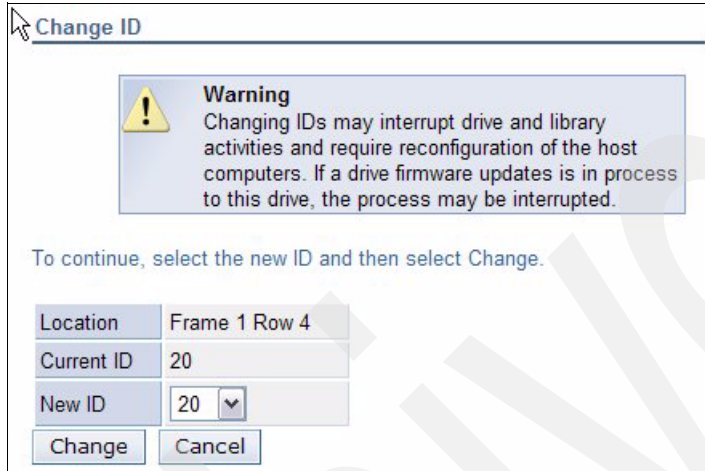 Change ID
Warning
Changing IDs may interrupt drive and library
activities and require reconfiguration of the host
computers. If a drive firmware updates is in process
to this drive, the process may be interrupted.
To continue, select the new ID and then select Change.
Location Frame 1 Row 4
Current ID 20
New ID 20
Change Cancel